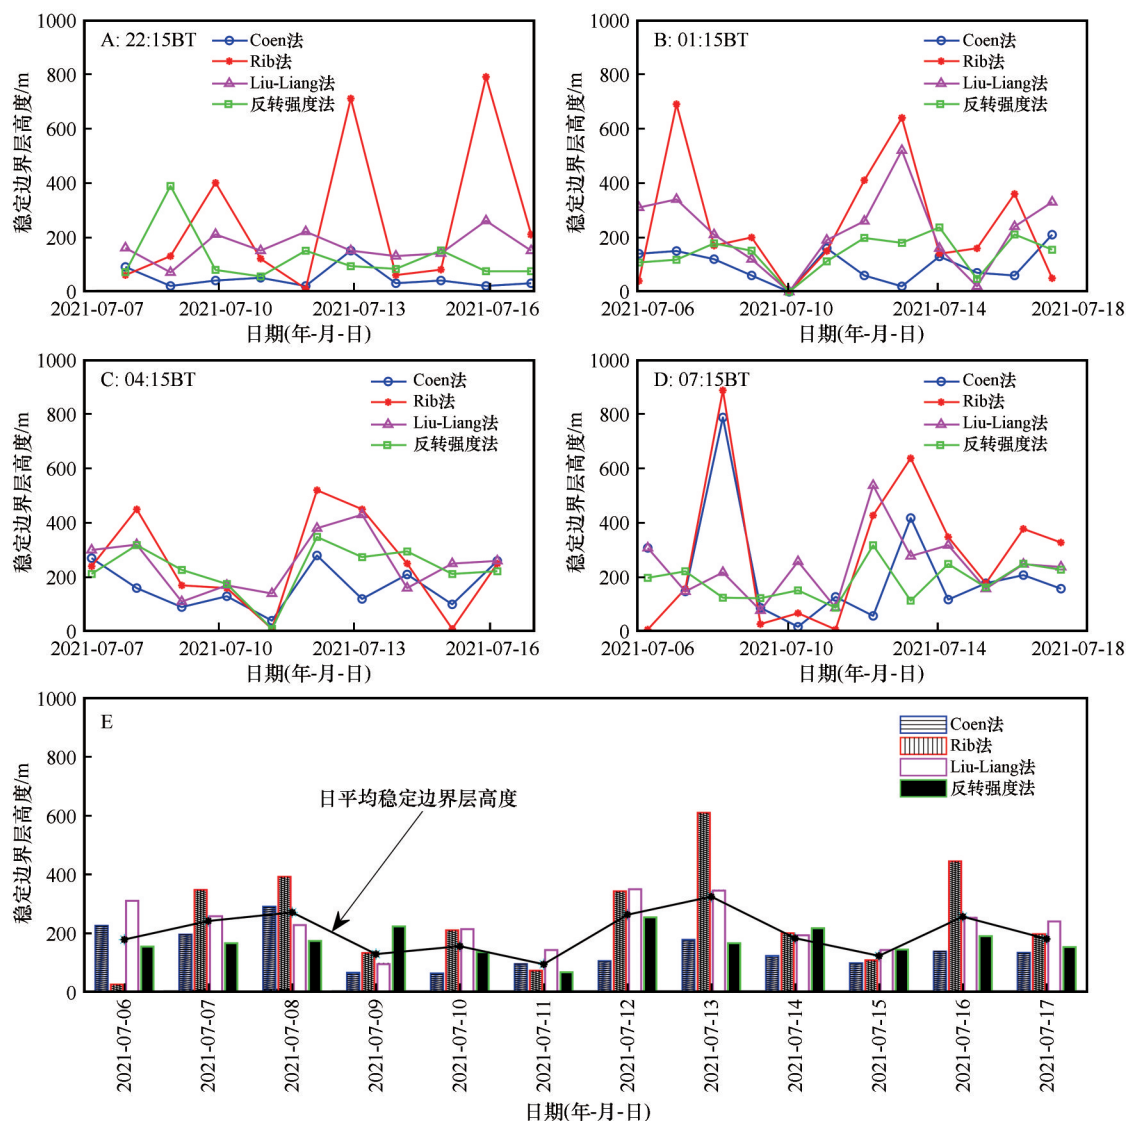 A: 22:15BT
Coen法
Rib法
Liu-Liang法
反转强度法
1000
800
600
400
200
0
稳定边界层高度/m
2021-07-07
2021-07-10
2021-07-13
2021-07-16
日期(年-月-日)
B: 01:15BT
Coen法
Rib法
Liu-Liang法
反转强度法
1000
800
600
400
200
0
稳定边界层高度/m
2021-07-06
2021-07-10
2021-07-14
2021-07-18
日期(年-月-日)
C: 04:15BT
Coen法
Rib法
Liu-Liang法
反转强度法
1000
800
600
400
200
0
稳定边界层高度/m
2021-07-07
2021-07-10
2021-07-13
2021-07-16
日期(年-月-日)
D: 07:15BT
Coen法
Rib法
Liu-Liang法
反转强度法
1000
800
600
400
200
0
稳定边界层高度/m
2021-07-06
2021-07-10
2021-07-14
2021-07-18
日期(年-月-日)
E
Coen法
Rib法
Liu-Liang法
反转强度法
日平均稳定边界层高度
1000
800
600
400
200
0
稳定边界层高度/m
2021-07-06
2021-07-07
2021-07-08
2021-07-09
2021-07-10
2021-07-11
2021-07-12
2021-07-13
2021-07-14
2021-07-15
2021-07-16
2021-07-17
日期(年-月-日)